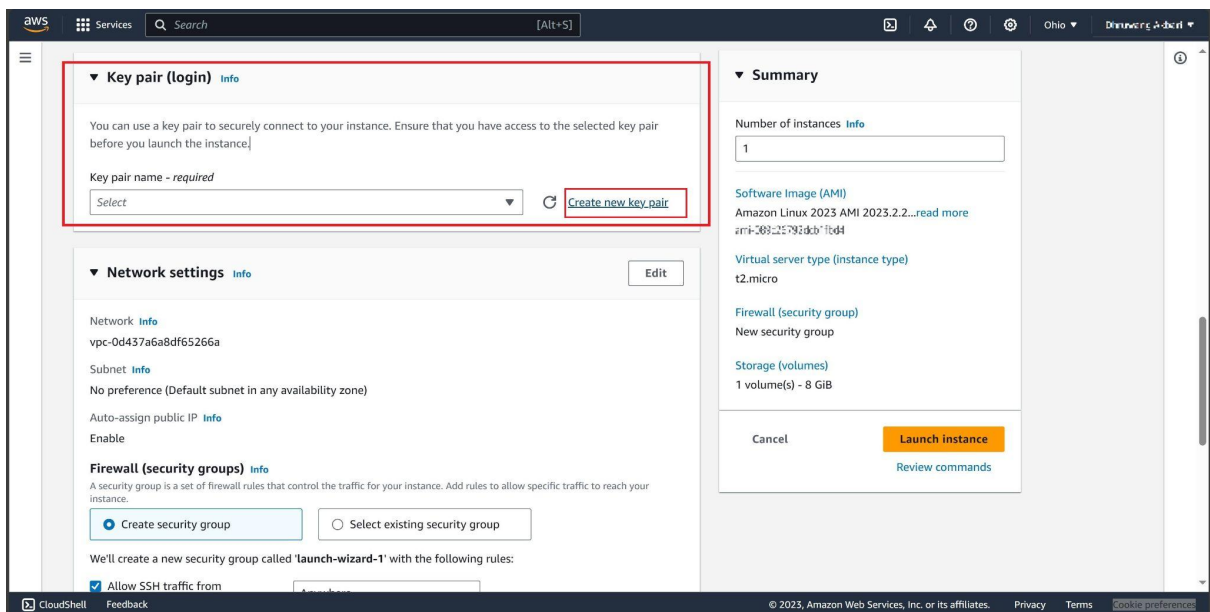 aws
Services
Search
[Alt+S]
Ohio
Key pair (login) Info
You can use a key pair to securely connect to your instance. Ensure that you have access to the selected key pair
before you launch the instance.
Key pair name - required
Select
Create new key pair
Network settings Info
Edit
Network Info
vpc-0d437a6a8df65266a
Subnet Info
No preference (Default subnet in any availability zone)
Auto-assign public IP Info
Enable
Firewall (security groups) Info
A security group is a set of firewall rules that control the traffic for your instance. Add rules to allow specific traffic to reach your
instance.
Create security group
Select existing security group
We'll create a new security group called 'launch-wizard-1' with the following rules:
Allow SSH traffic from
Summary
Number of instances Info
1
Software Image (AMI)
Amazon Linux 2023 AMI 2023.2.2...read more
Virtual server type (instance type)
t2.micro
Firewall (security group)
New security group
Storage (volumes)
1 volume(s) - 8 GiB
Cancel
Launch instance
Review commands
CloudShell
Feedback
© 2023, Amazon Web Services, Inc. or its affiliates.
Privacy
Terms
Cookie preferences